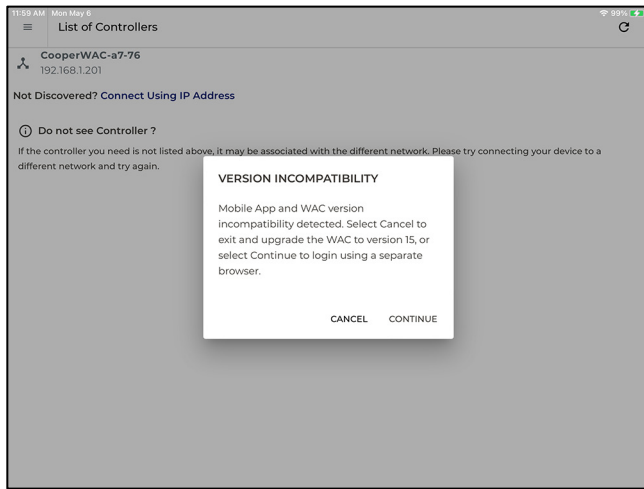 11:59 AM Mon May 6
99%
List of Controllers
CooperWAC-a7-76
192.168.1.201
Not Discovered? Connect Using IP Address
Do not see Controller ?
If the controller you need is not listed above, it may be associated with the different network. Please try connecting your device to a
different network and try again.
VERSION INCOMPATIBILITY
Mobile App and WAC version
incompatibility detected. Select Cancel to
exit and upgrade the WAC to version 15, or
select Continue to login using a separate
browser.
CANCEL CONTINUE